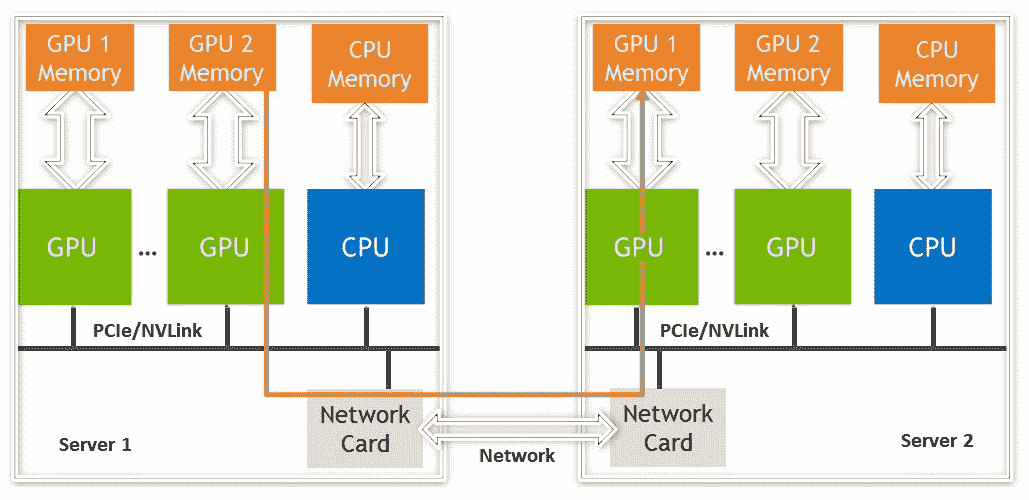 GPU 1
Memory
GPU 2
Memory
CPU
Memory
GPU
...
GPU
CPU
PCIe/NVLink
Network
Card
Server 1
Network
GPU 1
Memory
GPU 2
Memory
CPU
Memory
GPU
...
GPU
CPU
PCIe/NVLink
Network
Card
Server 2